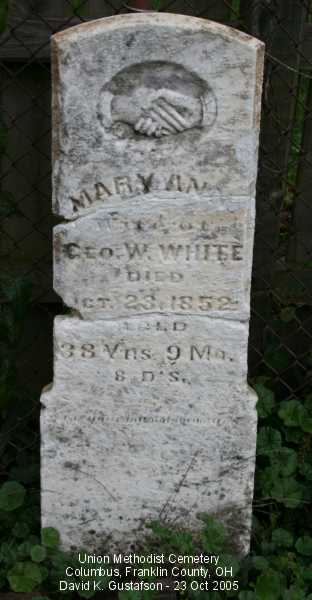 MARY AN
Wife of
GEO. W. WHITE
DIED
OCT. 23, 1852
AGED
38 Yrs. 9 Mo.
8 D'S.
Union Methodist Cemetery
Columbus, Franklin County, OH
David K. Gustafson - 23 Oct 2005